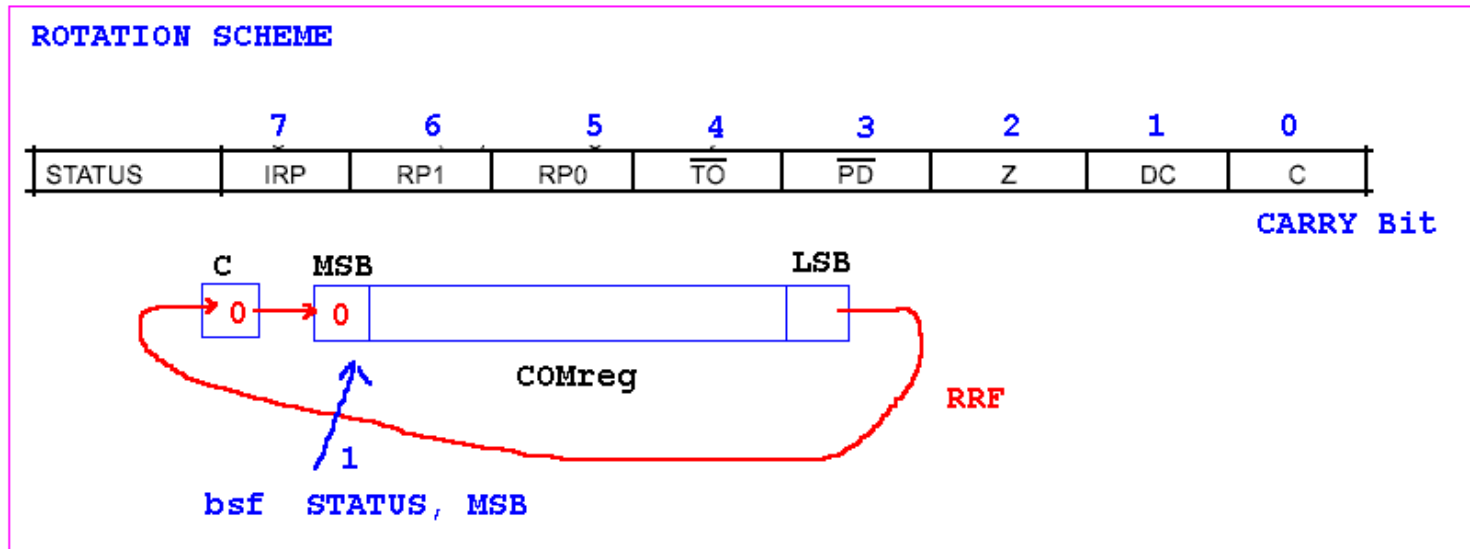 ROTATION SCHEME
7 6 5 4 3 2 1 0
STATUS IRP RP1 RP0 TO PD Z DC C
CARRY Bit
C MSB LSB
0 0
COMreg
RRF
1
bsf STATUS, MSB